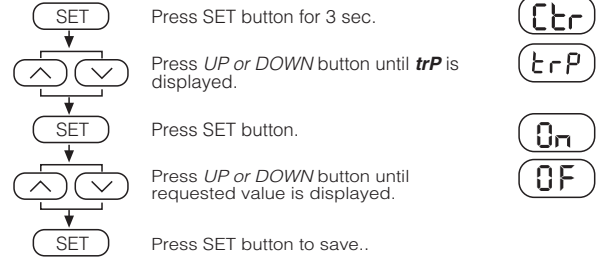 SET Press SET button for 3 sec. Ctr
Press UP or DOWN button until trP is trP
displayed.
SET Press SET button. On
Press UP or DOWN button until OF
requested value is displayed.
SET Press SET button to save..